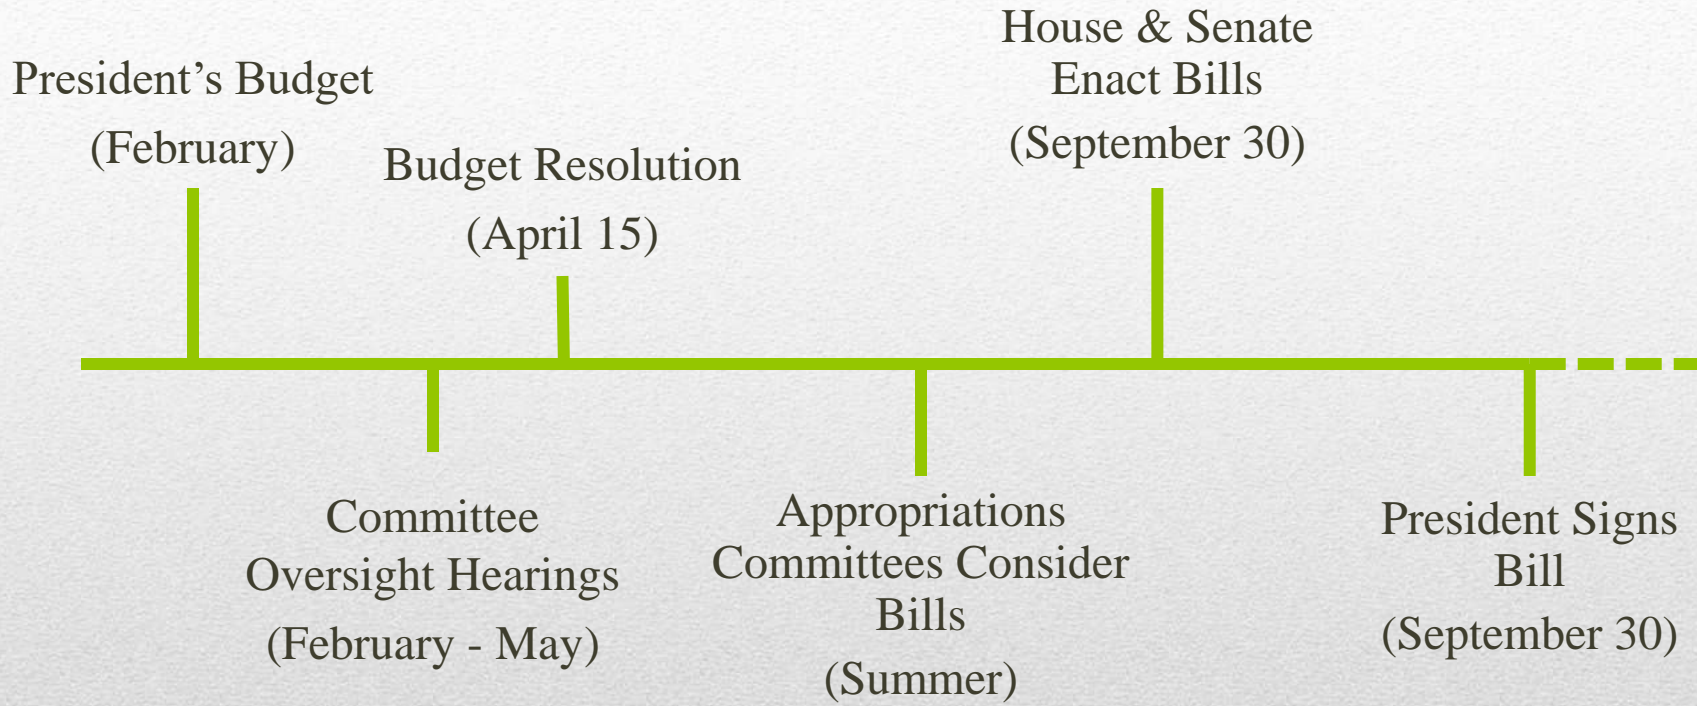 President’s Budget
(February)
Committee
Oversight Hearings
(February - May)
Budget Resolution
(April 15)
Appropriations
Committees Consider
Bills
(Summer)
House & Senate
Enact Bills
(September 30)
President Signs
Bill
(September 30)